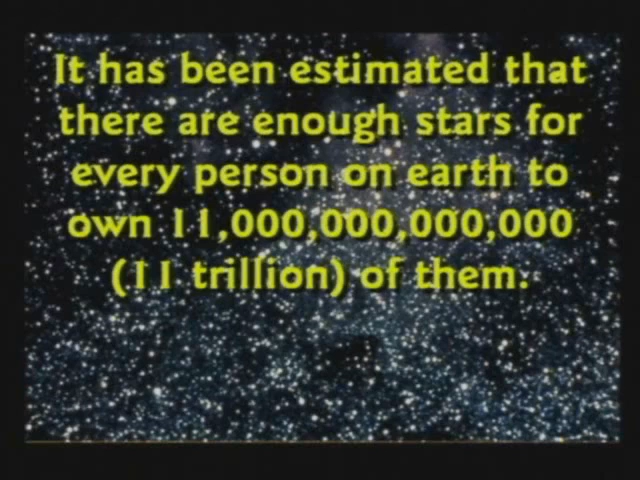 It has been estimated that
there are enough stars for
every person on earth to
own 11,000,000,000,000
(11 trillion) of them.